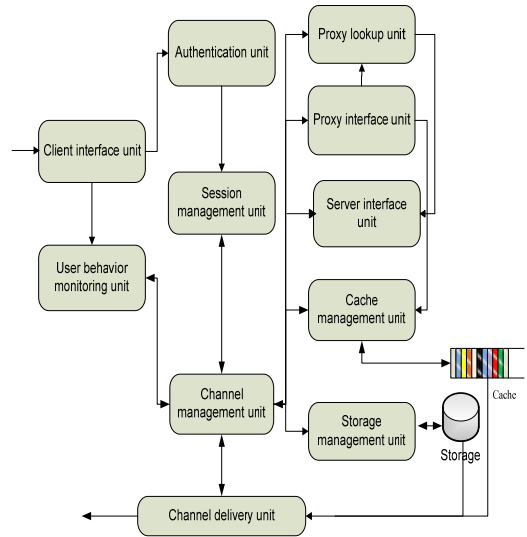 Authentication unit
Proxy lookup unit
Client interface unit
Proxy interface unit
Session
management unit
Server interface
unit
User behavior
monitoring unit
Cache
management unit
Cache
Channel
management unit
Storage
management unit
Storage
Channel delivery unit